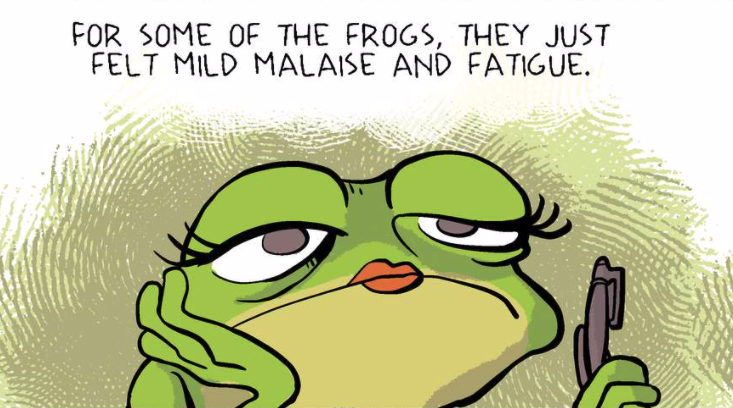 FOR SOME OF THE FROGS, THEY JUST
FELT MILD MALAISE AND FATIGUE.